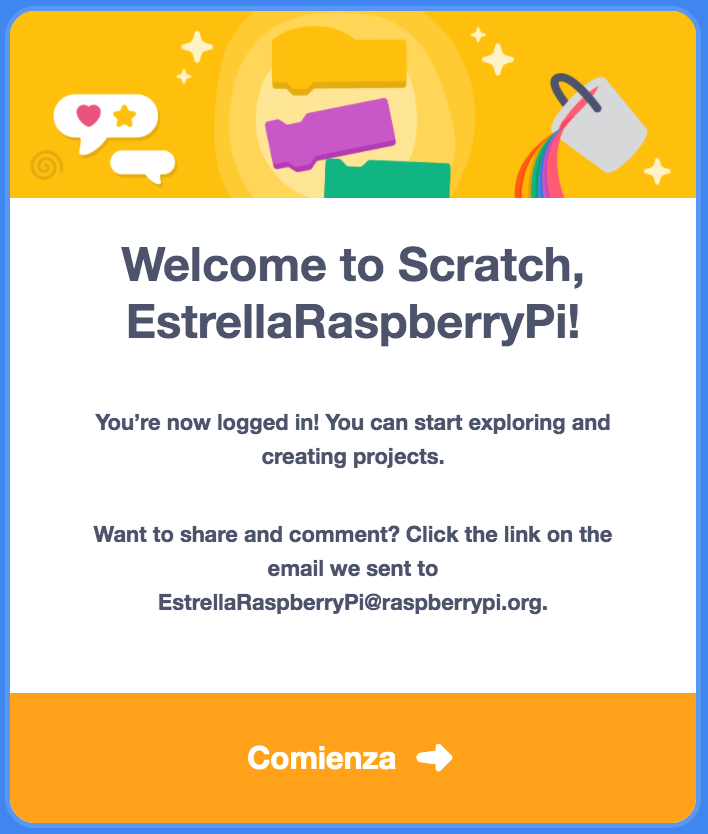 Welcome to Scratch,
EstrellaRaspberryPi!
You’re now logged in! You can start exploring and
creating projects.
Want to share and comment? Click the link on the
email we sent to
EstrellaRaspberryPi@raspberrypi.org.
Comienza